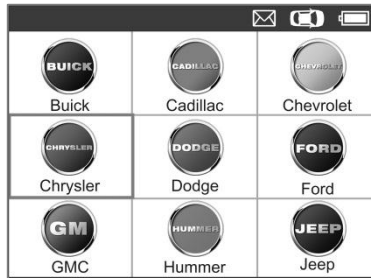 BUICK CADILLAC CHEVROLET
Buick Cadillac Chevrolet
CHRYSLER DODGE FORD
Chrysler Dodge Ford
GM HUMMER JEEP
GMC Hummer Jeep